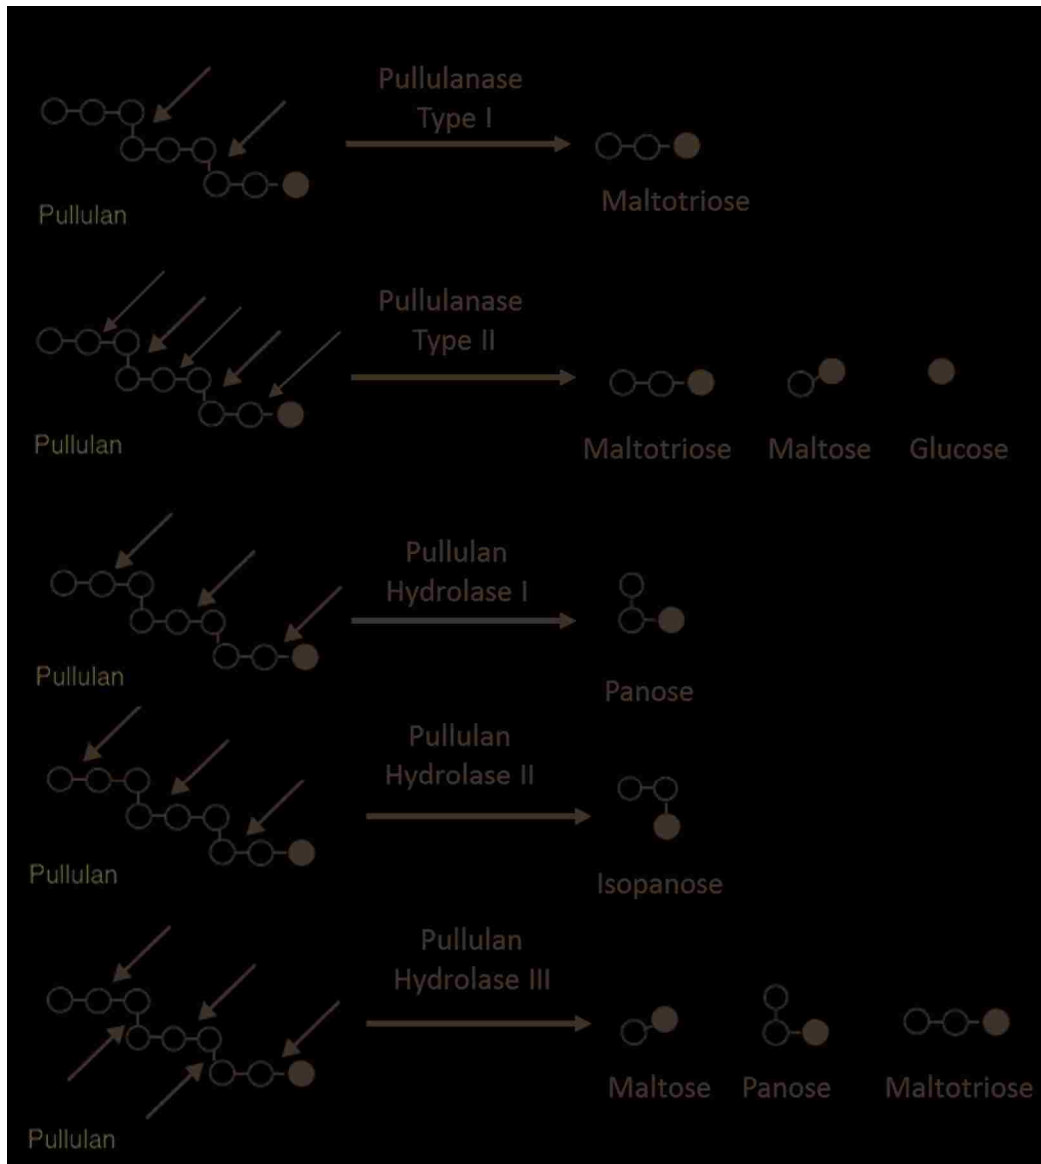 Pullulanase
Type I
Pullulan
Maltotriose
Pullulanase
Type II
Pullulan
Maltotriose Maltose Glucose
Pullulan
Hydrolase I
Pullulan
Panose
Pullulan
Hydrolase II
Pullulan
Isopanose
Pullulan
Hydrolase III
Maltose Panose Maltotriose
Pullulan